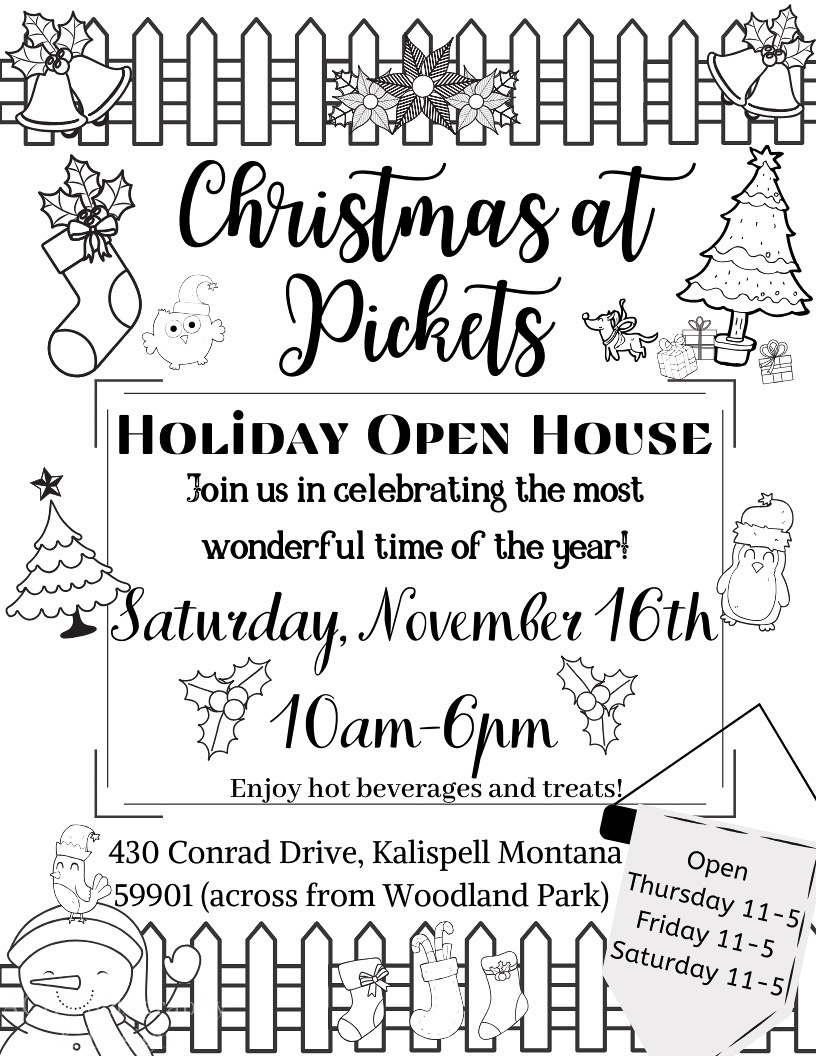 Christmas at
Pickets
Holiday Open House
Join us in celebrating the most
wonderful time of the year!
Saturday, November 16th
10am-6pm
Enjoy hot beverages and treats!
430 Conrad Drive, Kalispell Montana
59901 (across from Woodland Park)
Open
Thursday 11-5
Friday 11-5
Saturday 11-5